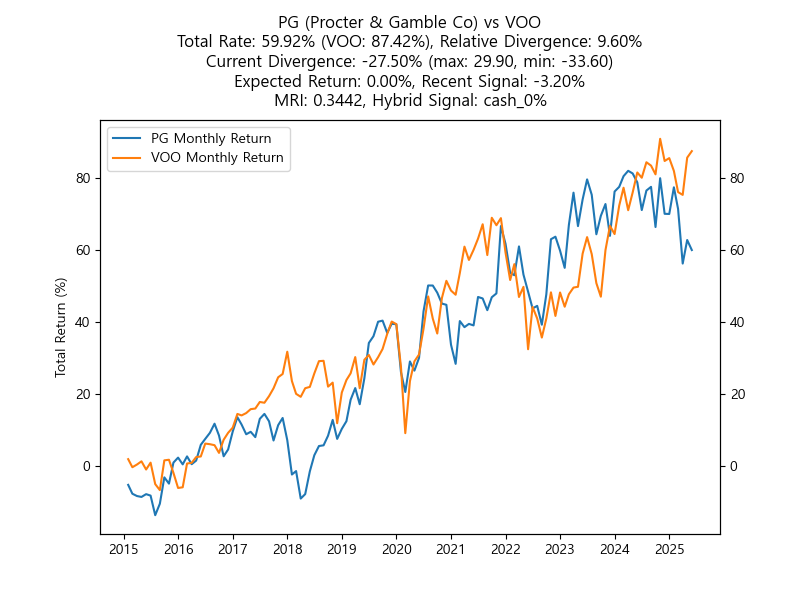 PG (Procter & Gamble Co) vs VOO
Total Rate: 59.92% (VOO: 87.42%), Relative Divergence: 9.60%
Current Divergence: -27.50% (max: 29.90, min: -33.60)
Expected Return: 0.00%, Recent Signal: -3.20%
MRI: 0.3442, Hybrid Signal: cash_0%
PG Monthly Return
VOO Monthly Return
Total Return (%)
80
60
40
20
0
80
60
40
20
0
2015 2016 2017 2018 2019 2020 2021 2022 2023 2024 2025